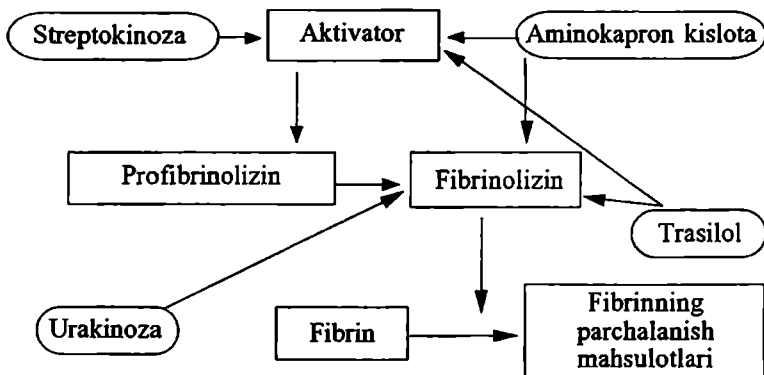 Streptokinoza
Aktivator
Aminokapron kislota
Profibrinolizin
Fibrinolizin
Trasilol
Urakinoza
Fibrin
Fibrinning
parchalanish
mahsulotlari